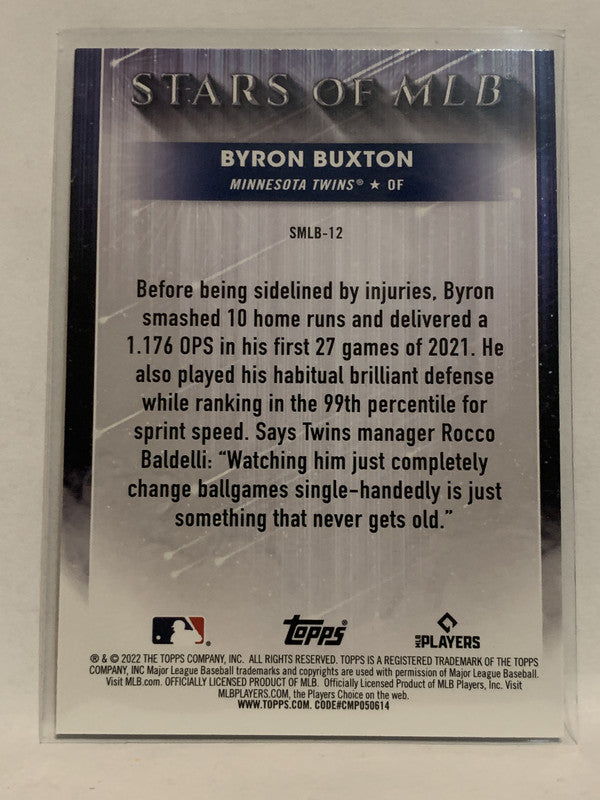 STARS OF MLB®
BYRON BUXTON
MINNESOTA TWINS® ★ OF
SMLB-12
Before being sidelined by injuries, Byron
smashed 10 home runs and delivered a
1.176 OPS in his first 27 games of 2021. He
also played his habitual brilliant defense
while ranking in the 99th percentile for
sprint speed. Says Twins manager Rocco
Baldelli: “Watching him just completely
change ballgames single-handedly is just
something that never gets old.”
topps®
MLB PLAYERS
® & © 2022 THE TOPPS COMPANY, INC. ALL RIGHTS RESERVED. TOPPS IS A REGISTERED TRADEMARK OF THE TOPPS
COMPANY, INC Major League Baseball trademarks and copyrights are used with permission of Major League Baseball.
Visit MLB.com. OFFICIALLY LICENSED PRODUCT OF MLB. Officially Licensed Product of MLB Players, Inc. Visit
MLBPLAYERS.COM, the Players Choice on the web.
WWW.TOPPS.COM. CODE#CMP050614